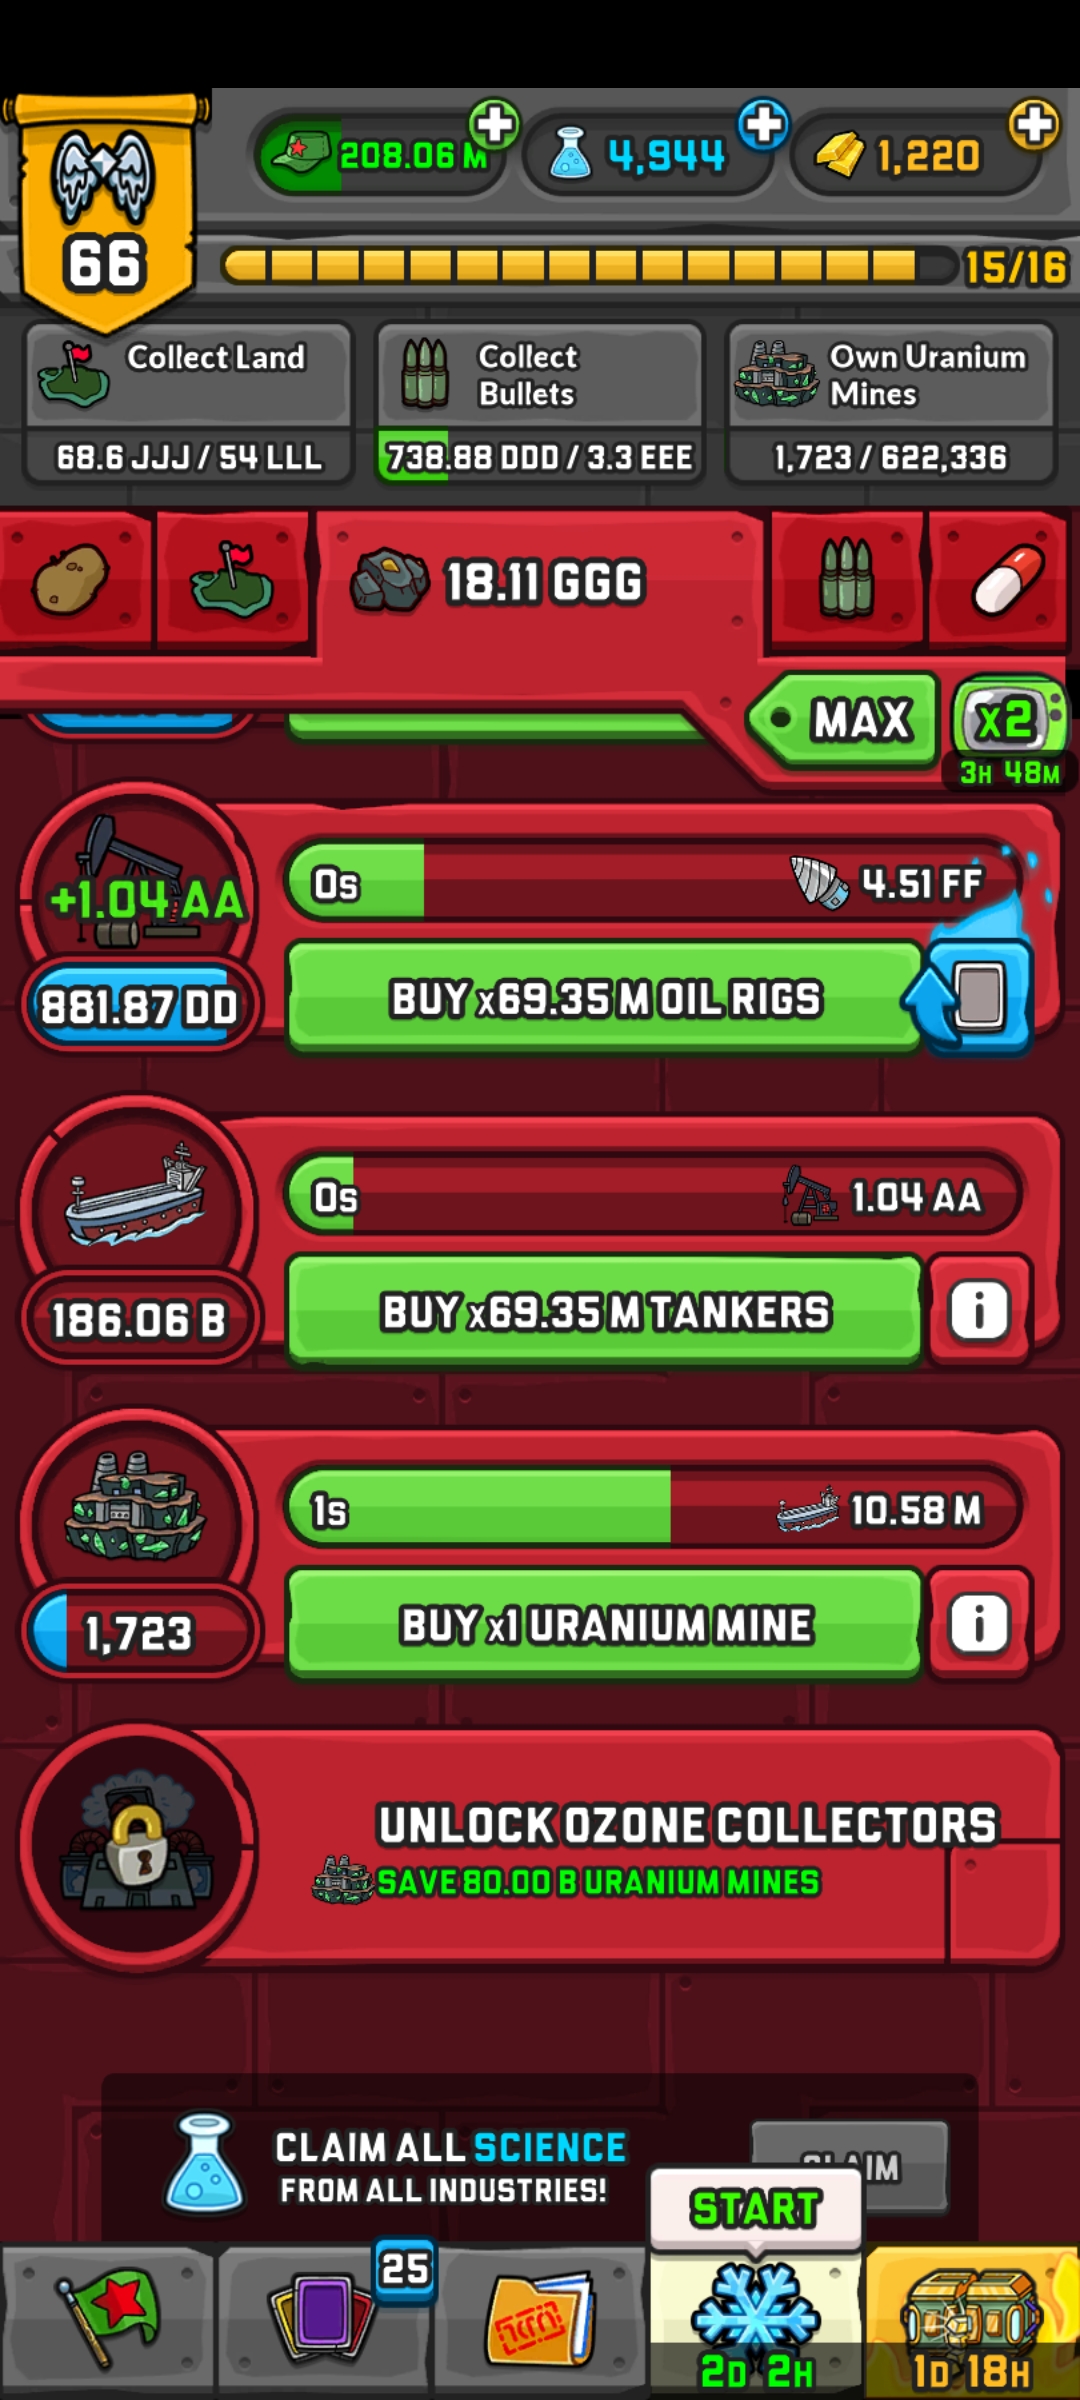 208.06 M
4,944
1,220
66
15/16
Collect Land
68.6 JJJ / 54 LLL
Collect
Bullets
738.88 DDD / 3.3 EEE
Own Uranium
Mines
1,723 / 622,336
18.11 GGG
MAX
x2
3H 48M
+1.04 AA
0s
4.51 FF
881.87 DD
BUY x69.35 M OIL RIGS
0s
1.04 AA
186.06 B
BUY x69.35 M TANKERS
i
1s
10.58 M
1,723
BUY x1 URANIUM MINE
i
UNLOCK OZONE COLLECTORS
SAVE 80.00 B URANIUM MINES
CLAIM ALL SCIENCE
FROM ALL INDUSTRIES!
CLAIM
START
25
2D 2H
1D 18H